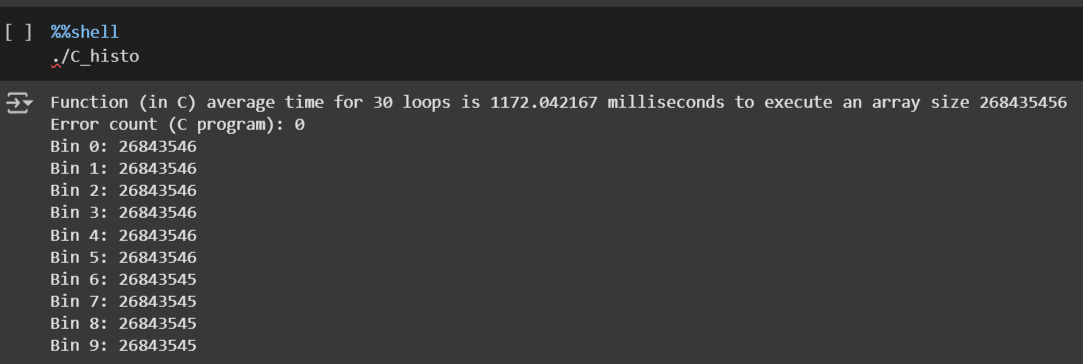 [ ] %%shell
./C_histo
Function (in C) average time for 30 loops is 1172.042167 milliseconds to execute an array size 268435456
Error count (C program): 0
Bin 0: 26843546
Bin 1: 26843546
Bin 2: 26843546
Bin 3: 26843546
Bin 4: 26843546
Bin 5: 26843546
Bin 6: 26843545
Bin 7: 26843545
Bin 8: 26843545
Bin 9: 26843545